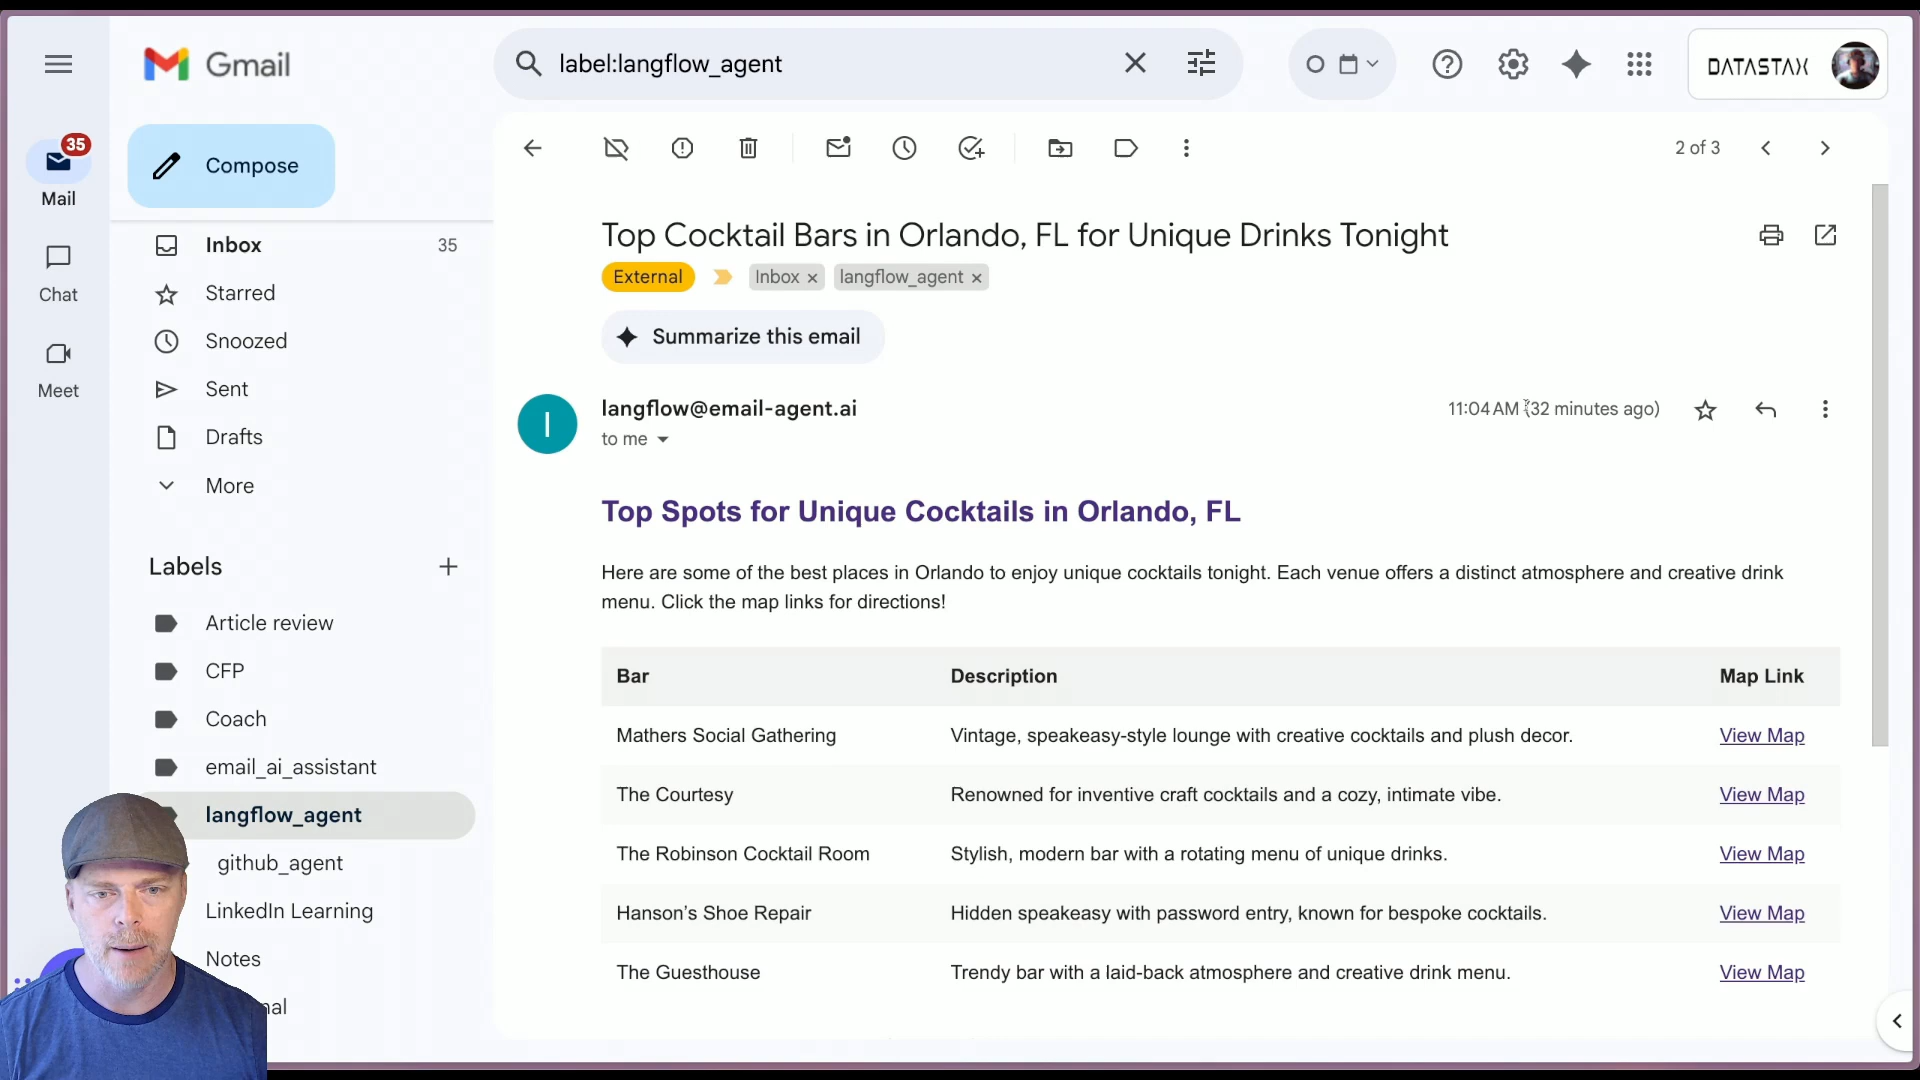 Gmail
label:langflow_agent
DATASTAX
35
Mail
Chat
Meet
Compose
Inbox 35
Starred
Snoozed
Sent
Drafts
More
Labels
Article review
CFP
Coach
email_ai_assistant
langflow_agent
github_agent
LinkedIn Learning
Notes
nal
2 of 3
Top Cocktail Bars in Orlando, FL for Unique Drinks Tonight
External Inbox × langflow_agent ×
Summarize this email
l
langflow@email-agent.ai 11:04 AM (32 minutes ago)
to me
Top Spots for Unique Cocktails in Orlando, FL
Here are some of the best places in Orlando to enjoy unique cocktails tonight. Each venue offers a distinct atmosphere and creative drink
menu. Click the map links for directions!
Bar Description Map Link
Mathers Social Gathering Vintage, speakeasy-style lounge with creative cocktails and plush decor. View Map
The Courtesy Renowned for inventive craft cocktails and a cozy, intimate vibe. View Map
The Robinson Cocktail Room Stylish, modern bar with a rotating menu of unique drinks. View Map
Hanson’s Shoe Repair Hidden speakeasy with password entry, known for bespoke cocktails. View Map
The Guesthouse Trendy bar with a laid-back atmosphere and creative drink menu. View Map